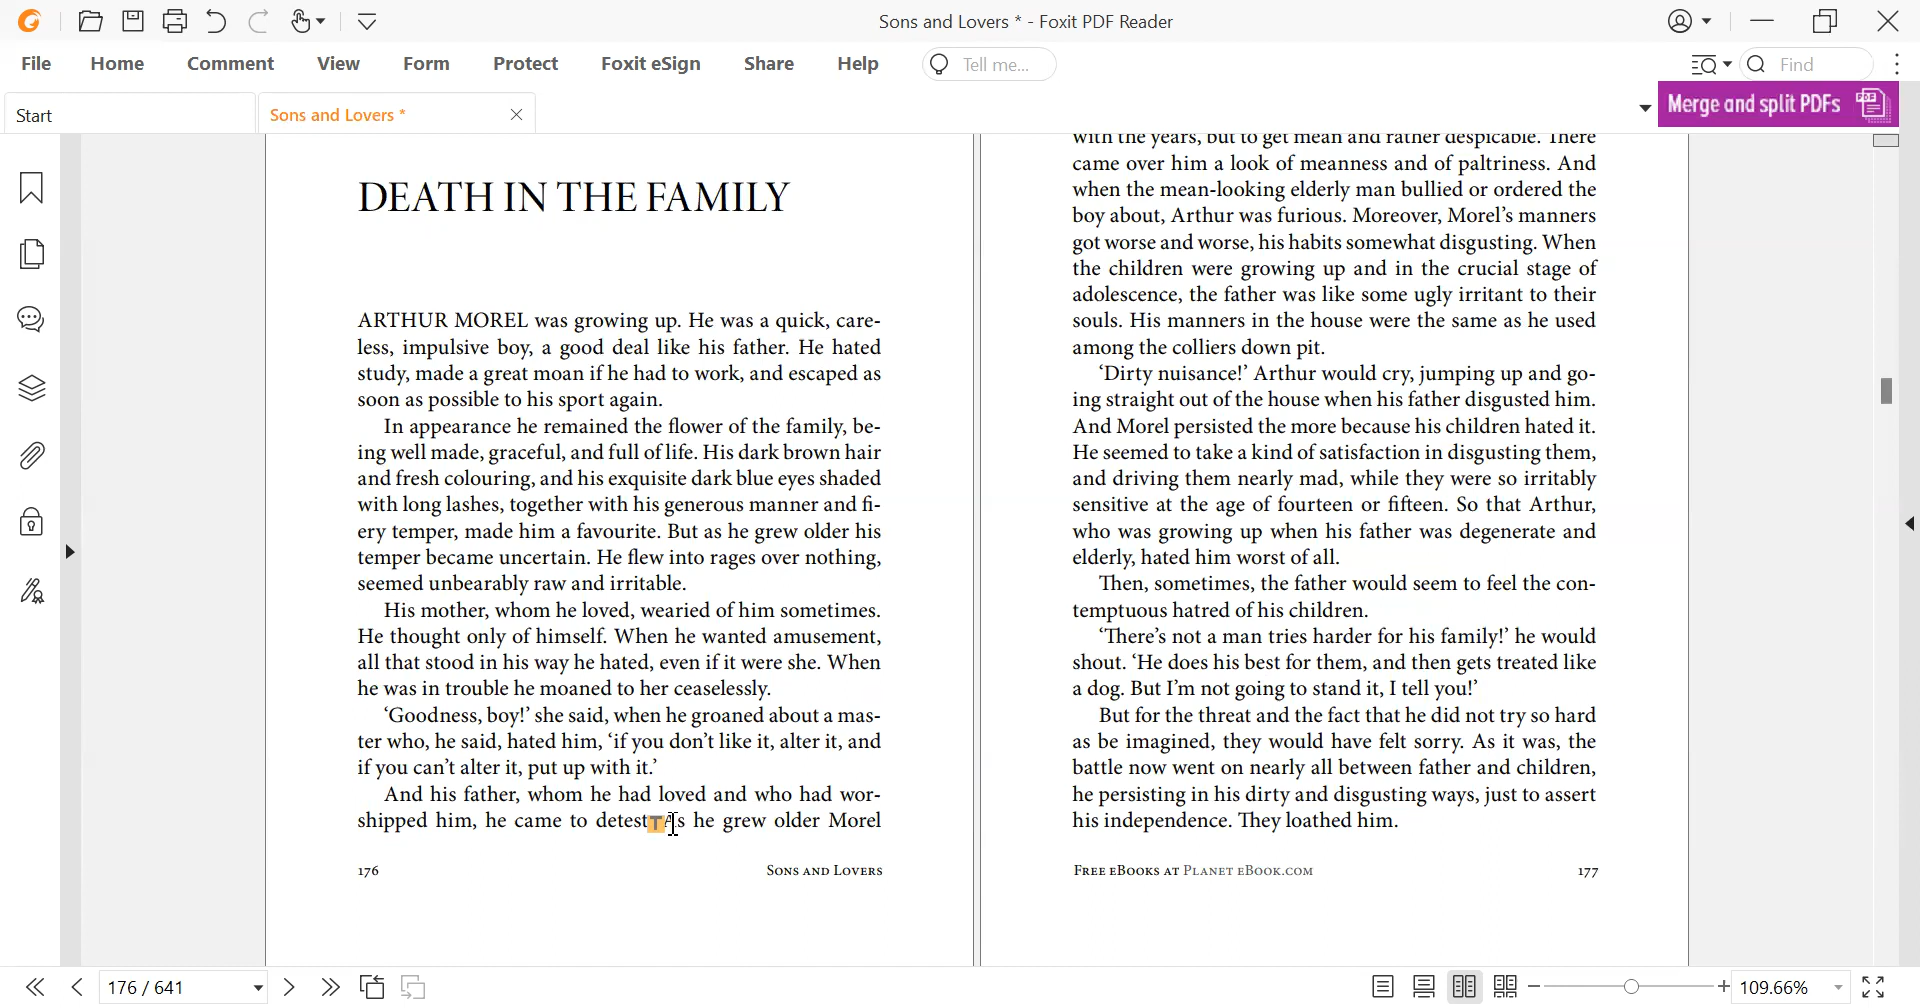 Sons and Lovers * - Foxit PDF Reader
File Home Comment View Form Protect Foxit eSign Share Help Tell me... Find
Start
Sons and Lovers *
Merge and split PDFs
PDF
DEATH IN THE FAMILY
ARTHUR MOREL was growing up. He was a quick, care-
less, impulsive boy, a good deal like his father. He hated
study, made a great moan if he had to work, and escaped as
soon as possible to his sport again.
In appearance he remained the flower of the family, be-
ing well made, graceful, and full of life. His dark brown hair
and fresh colouring, and his exquisite dark blue eyes shaded
with long lashes, together with his generous manner and fi-
ery temper, made him a favourite. But as he grew older his
temper became uncertain. He flew into rages over nothing,
seemed unbearably raw and irritable.
His mother, whom he loved, wearied of him sometimes.
He thought only of himself. When he wanted amusement,
all that stood in his way he hated, even if it were she. When
he was in trouble he moaned to her ceaselessly.
‘Goodness, boy!’ she said, when he groaned about a mas-
ter who, he said, hated him, ‘if you don’t like it, alter it, and
if you can’t alter it, put up with it.’
And his father, whom he had loved and who had wor-
shipped him, he came to detest T As he grew older Morel
176 Sons and Lovers
with the years, but to get mean and rather despicable. There
came over him a look of meanness and of paltriness. And
when the mean-looking elderly man bullied or ordered the
boy about, Arthur was furious. Moreover, Morel’s manners
got worse and worse, his habits somewhat disgusting. When
the children were growing up and in the crucial stage of
adolescence, the father was like some ugly irritant to their
souls. His manners in the house were the same as he used
among the colliers down pit.
‘Dirty nuisance!’ Arthur would cry, jumping up and go-
ing straight out of the house when his father disgusted him.
And Morel persisted the more because his children hated it.
He seemed to take a kind of satisfaction in disgusting them,
and driving them nearly mad, while they were so irritably
sensitive at the age of fourteen or fifteen. So that Arthur,
who was growing up when his father was degenerate and
elderly, hated him worst of all.
Then, sometimes, the father would seem to feel the con-
temptuous hatred of his children.
‘There’s not a man tries harder for his family!’ he would
shout. ‘He does his best for them, and then gets treated like
a dog. But I’m not going to stand it, I tell you!’
But for the threat and the fact that he did not try so hard
as be imagined, they would have felt sorry. As it was, the
battle now went on nearly all between father and children,
he persisting in his dirty and disgusting ways, just to assert
his independence. They loathed him.
Free eBooks at Planet eBook.com 177
176 / 641
109.66%